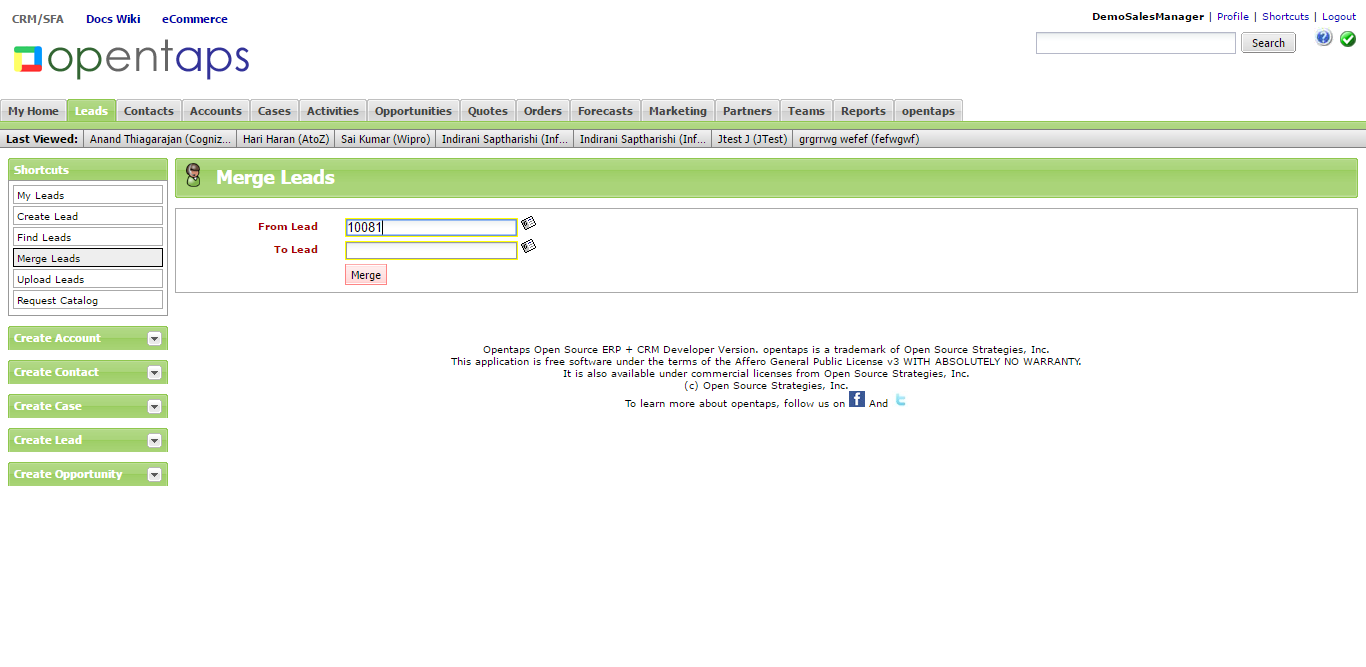 CRM/SFA Docs Wiki eCommerce
DemoSalesManager | Profile | Shortcuts | Logout
opentaps
Search
My Home Leads Contacts Accounts Cases Activities Opportunities Quotes Orders Forecasts Marketing Partners Teams Reports opentaps
Last Viewed: Anand Thiagarajan (Cogniz... Hari Haran (AtoZ) Sai Kumar (Wipro) Indirani Saptharishi (Inf... Indirani Saptharishi (Inf... Jtest J (JTest) grgrrwg wefef (fefwgwf)
Shortcuts
My Leads
Create Lead
Find Leads
Merge Leads
Upload Leads
Request Catalog
Create Account
Create Contact
Create Case
Create Lead
Create Opportunity
Merge Leads
From Lead 10081
To Lead
Merge
Opentaps Open Source ERP + CRM Developer Version. opentaps is a trademark of Open Source Strategies, Inc.
This application is free software under the terms of the Affero General Public License v3 WITH ABSOLUTELY NO WARRANTY.
It is also available under commercial licenses from Open Source Strategies, Inc.
(c) Open Source Strategies, Inc.
To learn more about opentaps, follow us on f And t